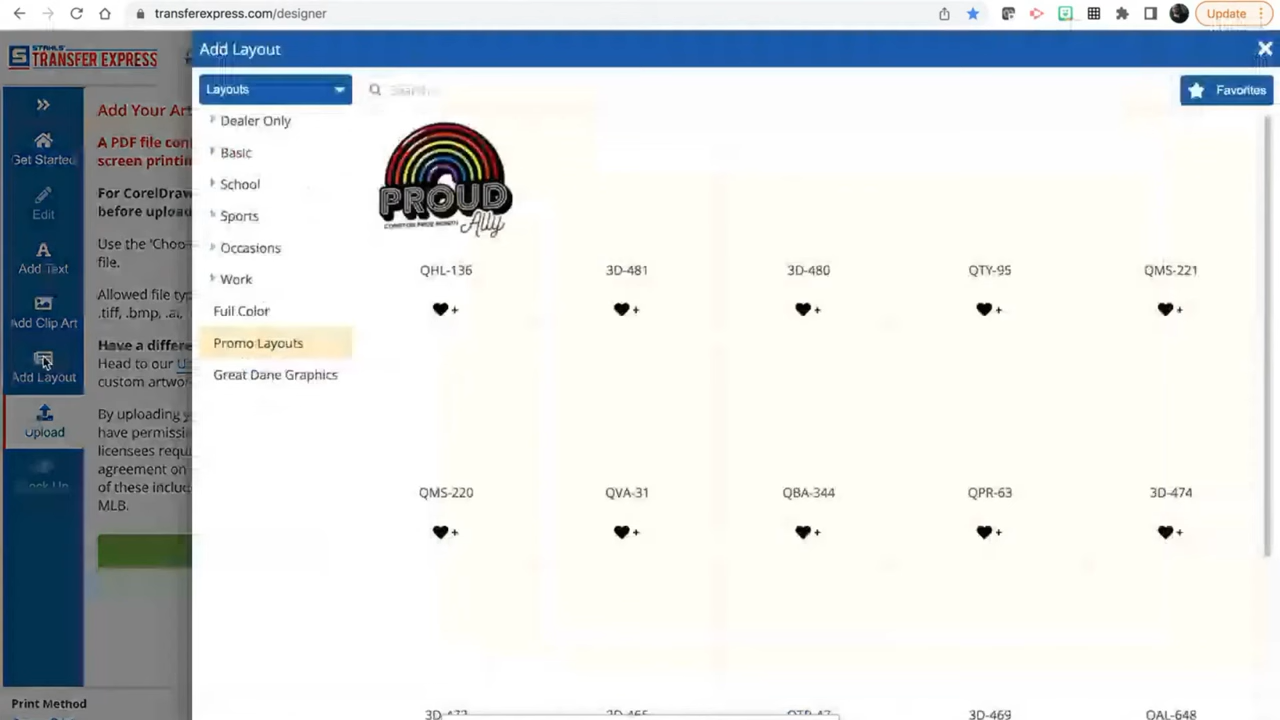 transferexpress.com/designer
Update
STAHLS'
TRANSFER EXPRESS
Add Layout
Layouts
Search...
Favorites
Get Started
Edit
Add Text
Add Clip Art
Add Layout
Upload
Print Method
Add Your Art
A PDF file con
screen printin
For CorelDraw
before upload
Use the 'Choo
file.
Allowed file typ
.tiff, .bmp, .ai,
Have a differe
Head to our U
custom artwor
By uploading y
have permissi
licensees requ
agreement on
of these includ
MLB.
Dealer Only
Basic
School
Sports
Occasions
Work
Full Color
Promo Layouts
Great Dane Graphics
PROUD
Ally
QHL-136
3D-481
3D-480
QTY-95
QMS-221
QMS-220
QVA-31
QBA-344
QPR-63
3D-474
3D-469
QAL-648